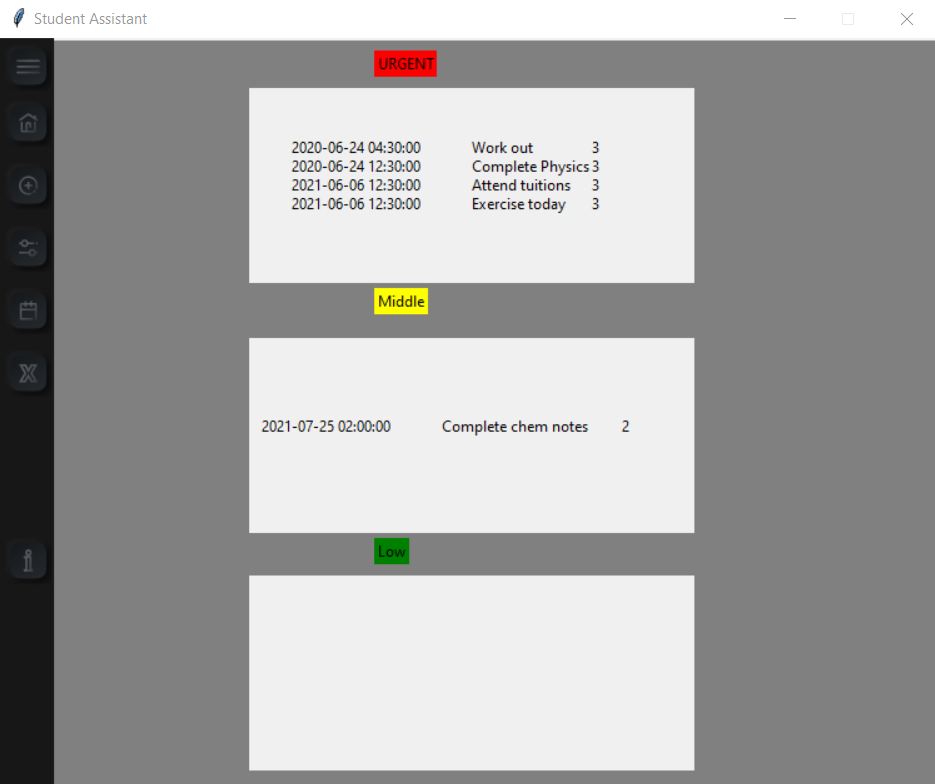 Student Assistant
URGENT
2020-06-24 04:30:00 Work out 3
2020-06-24 12:30:00 Complete Physics 3
2021-06-06 12:30:00 Attend tuitions 3
2021-06-06 12:30:00 Exercise today 3
Middle
2021-07-25 02:00:00 Complete chem notes 2
Low